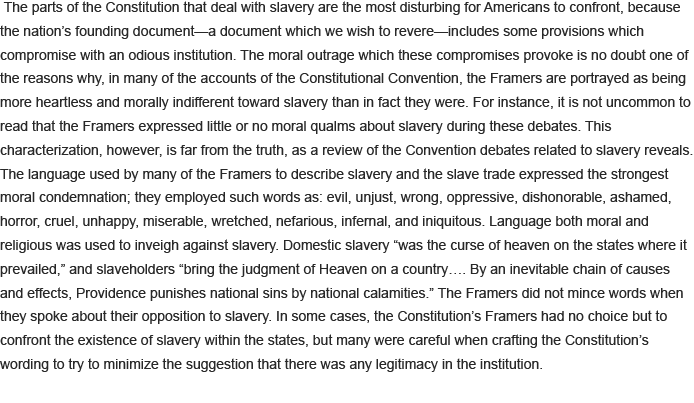 The parts of the Constitution that deal with slavery are the most disturbing for Americans to confront, because
the nation's founding document—a document which we wish to revere—includes some provisions which
compromise with an odious institution. The moral outrage which these compromises provoke is no doubt one of
the reasons why, in many of the accounts of the Constitutional Convention, the Framers are portrayed as being
more heartless and morally indifferent toward slavery than in fact they were. For instance, it is not uncommon to
read that the Framers expressed little or no moral qualms about slavery during these debates. This
characterization, however, is far from the truth, as a review of the Convention debates related to slavery reveals.
The language used by many of the Framers to describe slavery and the slave trade expressed the strongest
moral condemnation; they employed such words as: evil, unjust, wrong, oppressive, dishonorable, ashamed,
horror, cruel, unhappy, miserable, wretched, nefarious, infernal, and iniquitous. Language both moral and
religious was used to inveigh against slavery. Domestic slavery “was the curse of heaven on the states where it
prevailed,” and slaveholders “bring the judgment of Heaven on a country…. By an inevitable chain of causes
and effects, Providence punishes national sins by national calamities.” The Framers did not mince words when
they spoke about their opposition to slavery. In some cases, the Constitution’s Framers had no choice but to
confront the existence of slavery within the states, but many were careful when crafting the Constitution’s
wording to try to minimize the suggestion that there was any legitimacy in the institution.